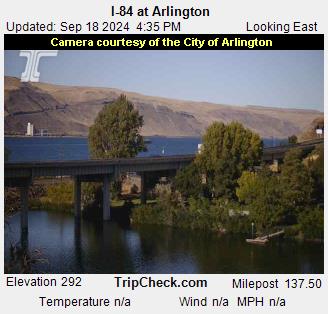 I-84 at Arlington
Updated: Sep 18 2024 4:35 PM Looking East
Camera courtesy of the City of Arlington
Elevation 292 TripCheck.com Milepost 137.50
Temperature n/a Wind n/a MPH n/a